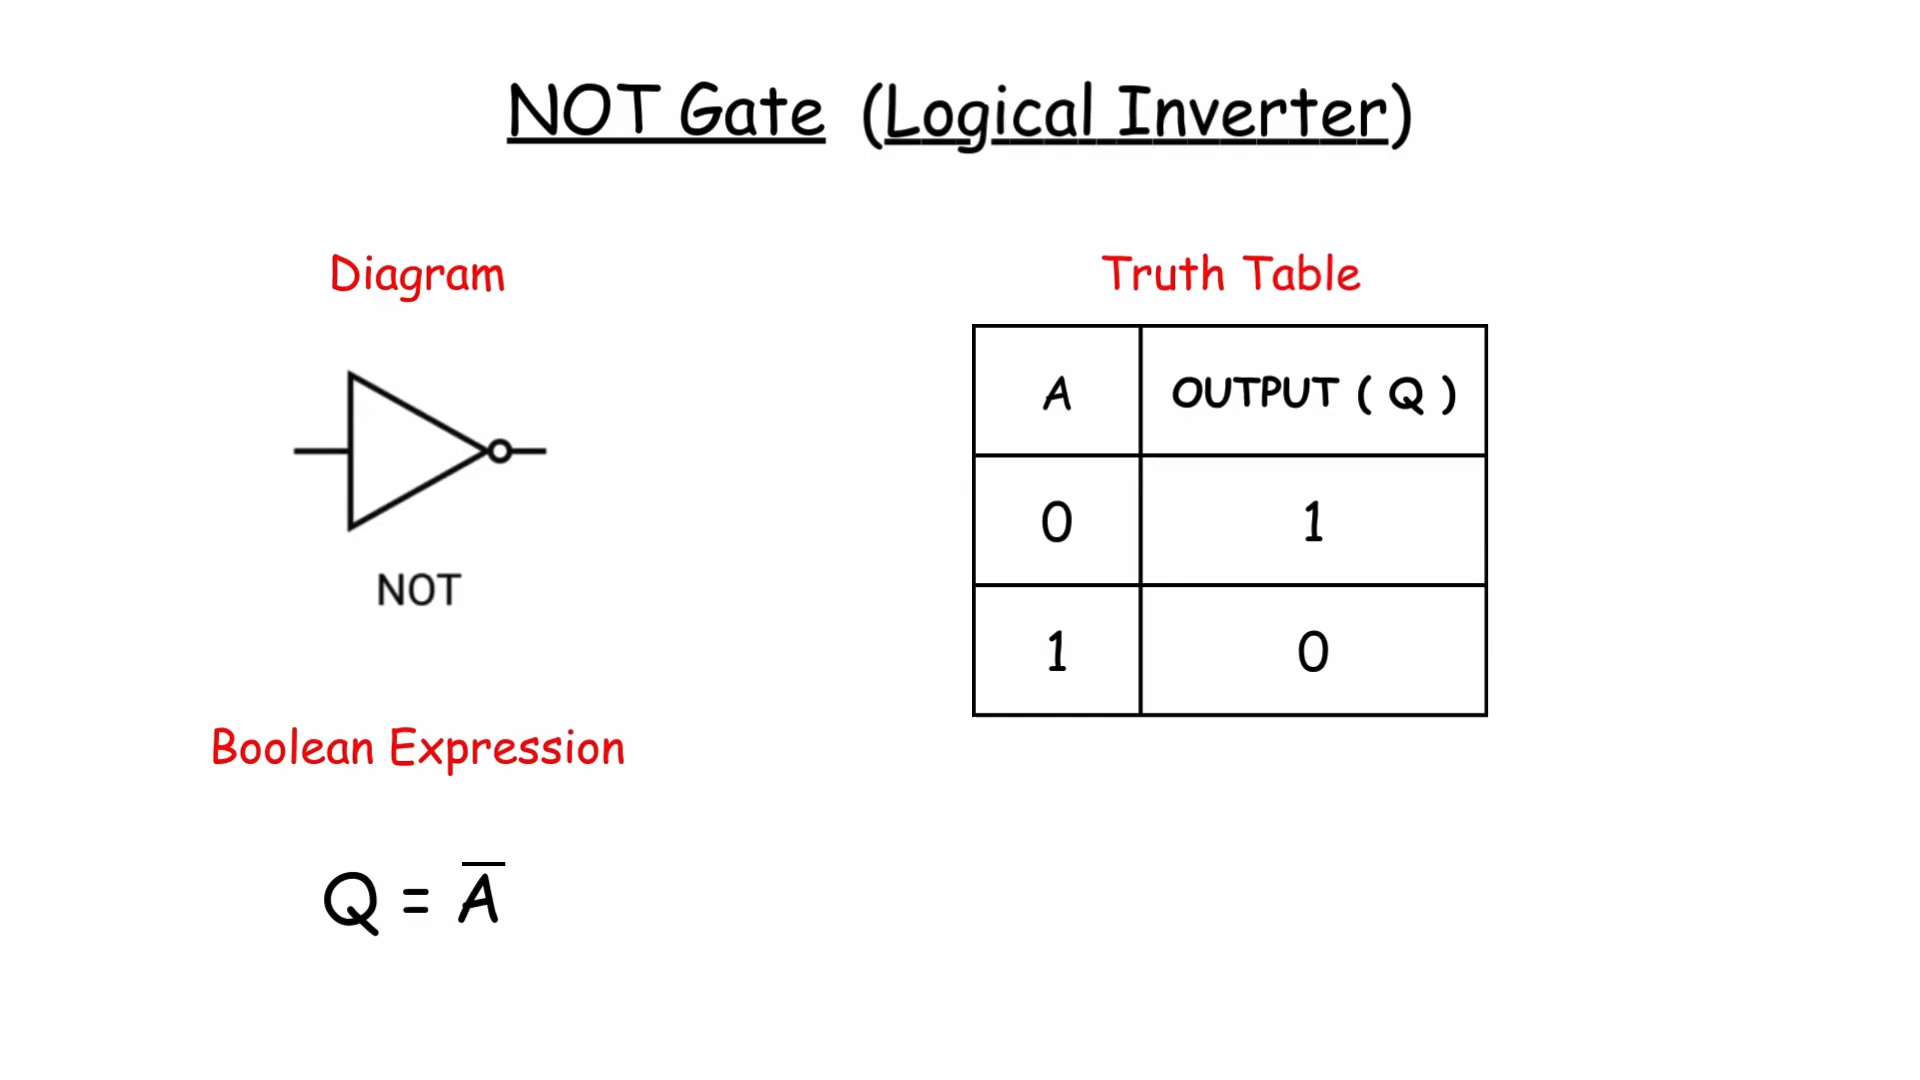 NOT Gate (Logical Inverter)
Diagram
NOT
Boolean Expression
Q = A̅
Truth Table
A OUTPUT ( Q )
0 1
1 0